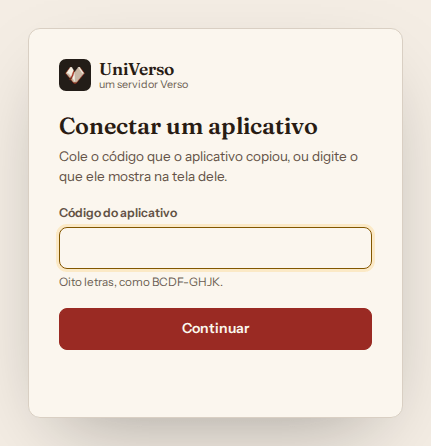 UniVerso
um servidor Verso
Conectar um aplicativo
Cole o código que o aplicativo copiou, ou digite o
que ele mostra na tela dele.
Código do aplicativo
Oito letras, como BCDF-GHJK.
Continuar